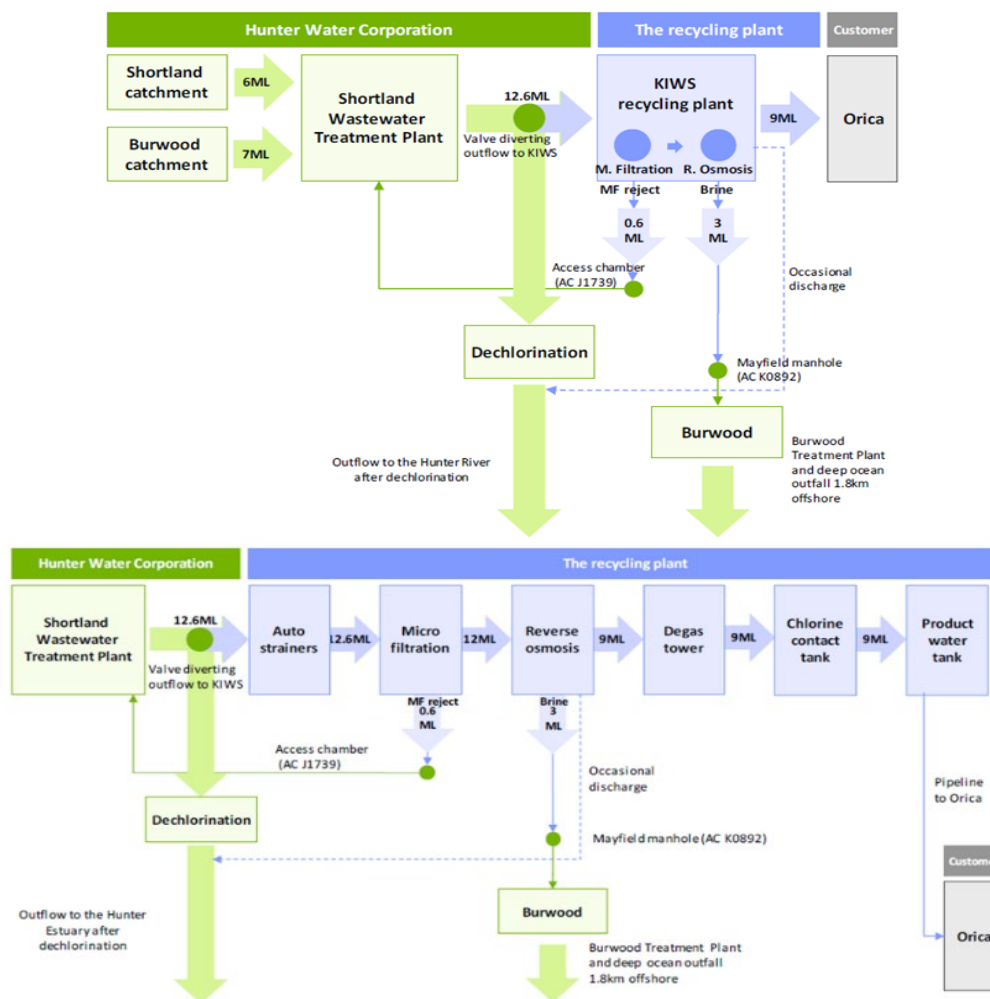 Hunter Water Corporation
The recycling plant
Customer
Shortland
catchment
6ML
Burwood
catchment
7ML
Shortland
Wastewater
Treatment Plant
12.6ML
Valve diverting
outflow to KIWS
KIWS
recycling plant
M. Filtration
R. Osmosis
MF reject
Brine
9ML
Orica
0.6
ML
3
ML
Access chamber
(AC J1739)
Occasional
discharge
Dechlorination
Mayfield manhole
(AC K0892)
Burwood
Outflow to the Hunter River
after dechlorination
Burwood
Treatment Plant
and deep ocean
outfall 1.8km
offshore
Hunter Water Corporation
The recycling plant
Shortland
Wastewater
Treatment Plant
12.6ML
Valve diverting
outflow to KIWS
Auto
strainers
12.6ML
Micro
filtration
12ML
Reverse
osmosis
9ML
Degas
tower
9ML
Chlorine
contact
tank
9ML
Product
water
tank
MF reject
0.6
ML
Brine
3
ML
Access chamber
(AC J1739)
Occasional
discharge
Pipeline
to Orica
Dechlorination
Mayfield manhole (AC K0892)
Customer
Burwood
Orica
Outflow to the Hunter
Estuary after
dechlorination
Burwood Treatment Plant
and deep ocean outfall
1.8km offshore